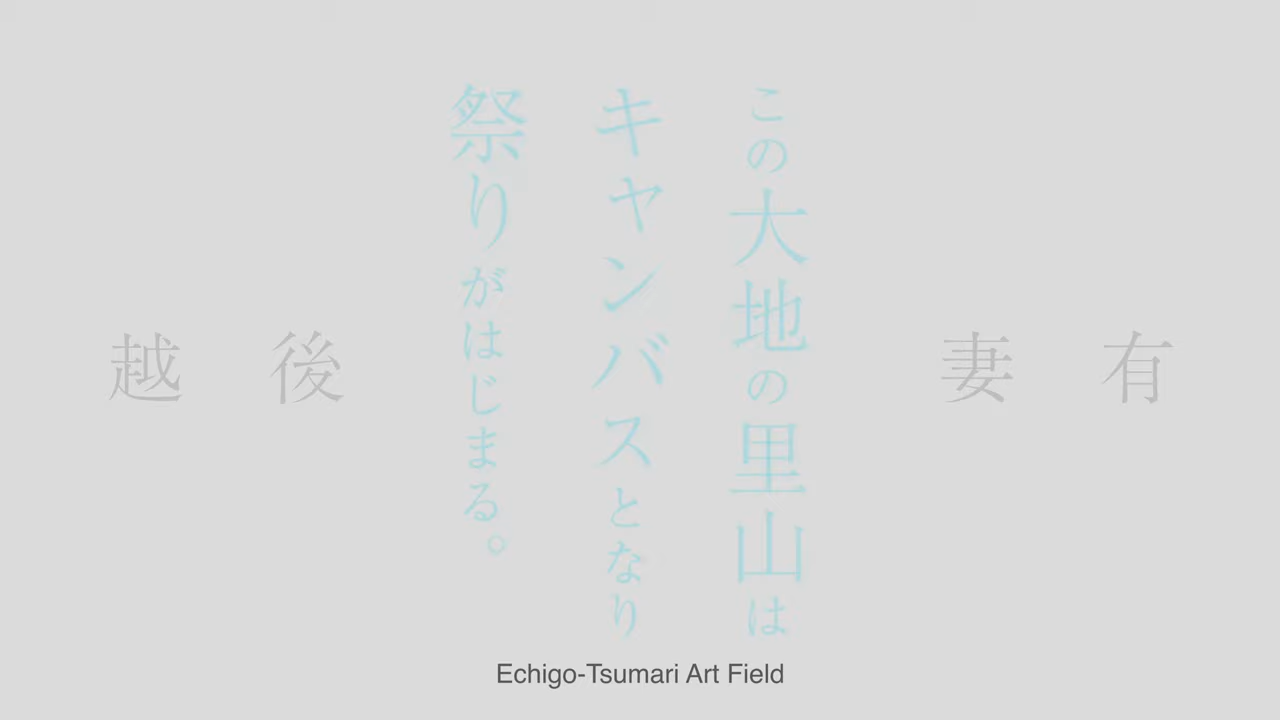 この大地の里山は
キャンバスとなり
祭りがはじまる。
越後妻有
Echigo-Tsumari Art Field